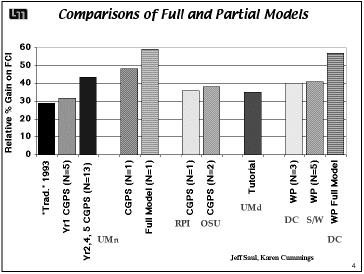 Comparisons of Full and Partial Models
Relative % Gain on FCI
60
50
40
30
20
10
0
"Trad." 1993
Yr1 CGPS (N=5)
Yr2,4, 5 CGPS (N=13)
CGPS (N=1)
Full Model (N=1)
CGPS (N=1)
CGPS (N=2)
Tutorial
WP (N=3)
WP (N=5)
WP Full Model
UMn
RPI
OSU
UMd
DC
S/W
DC
Jeff Saul, Karen Cummings
4